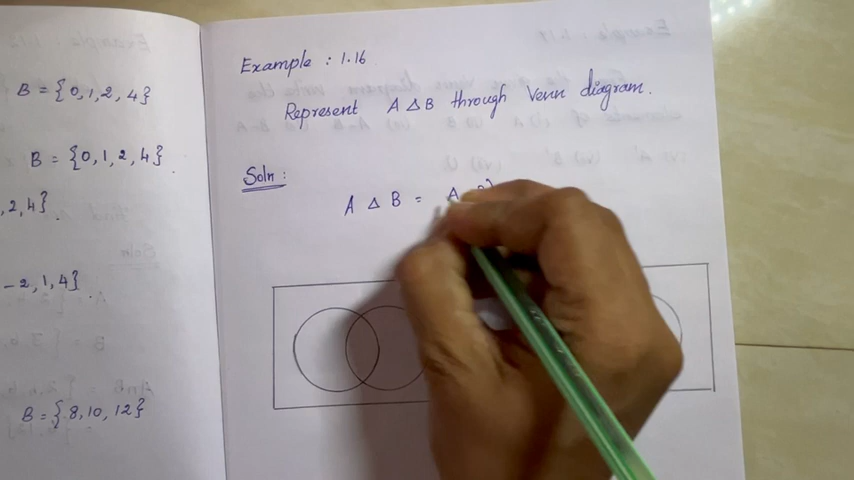 B = {0,1,2,4}
B = {0,1,2,4}
,2,4}
-2,1,4}.
B = {8,10,12}
Example : 1.16
Represent A Δ B through Venn diagram.
Soln :
A Δ B = A